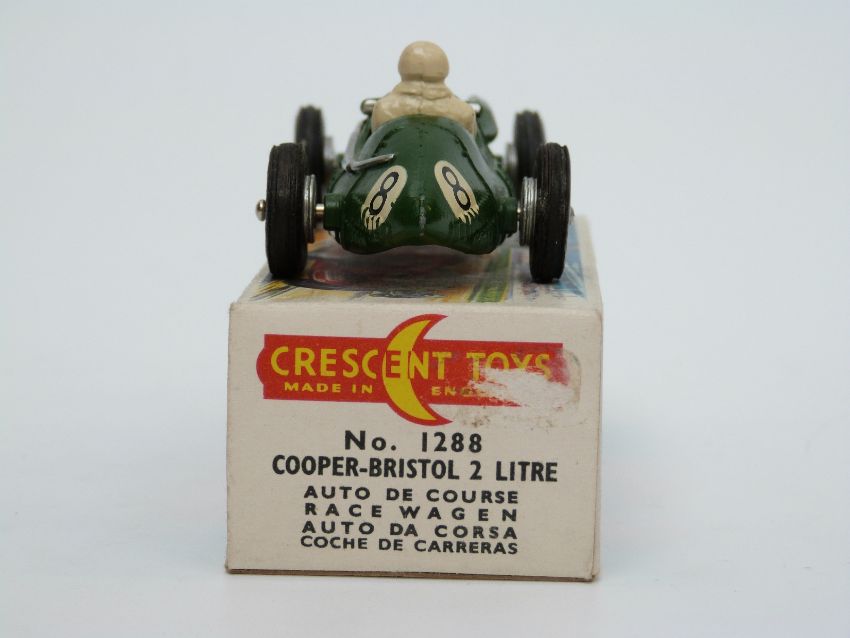 8 8
CRESCENT TOYS
MADE IN
No. 1288
COOPER-BRISTOL 2 LITRE
AUTO DE COURSE
RACE WAGEN
AUTO DA CORSA
COCHE DE CARRERAS